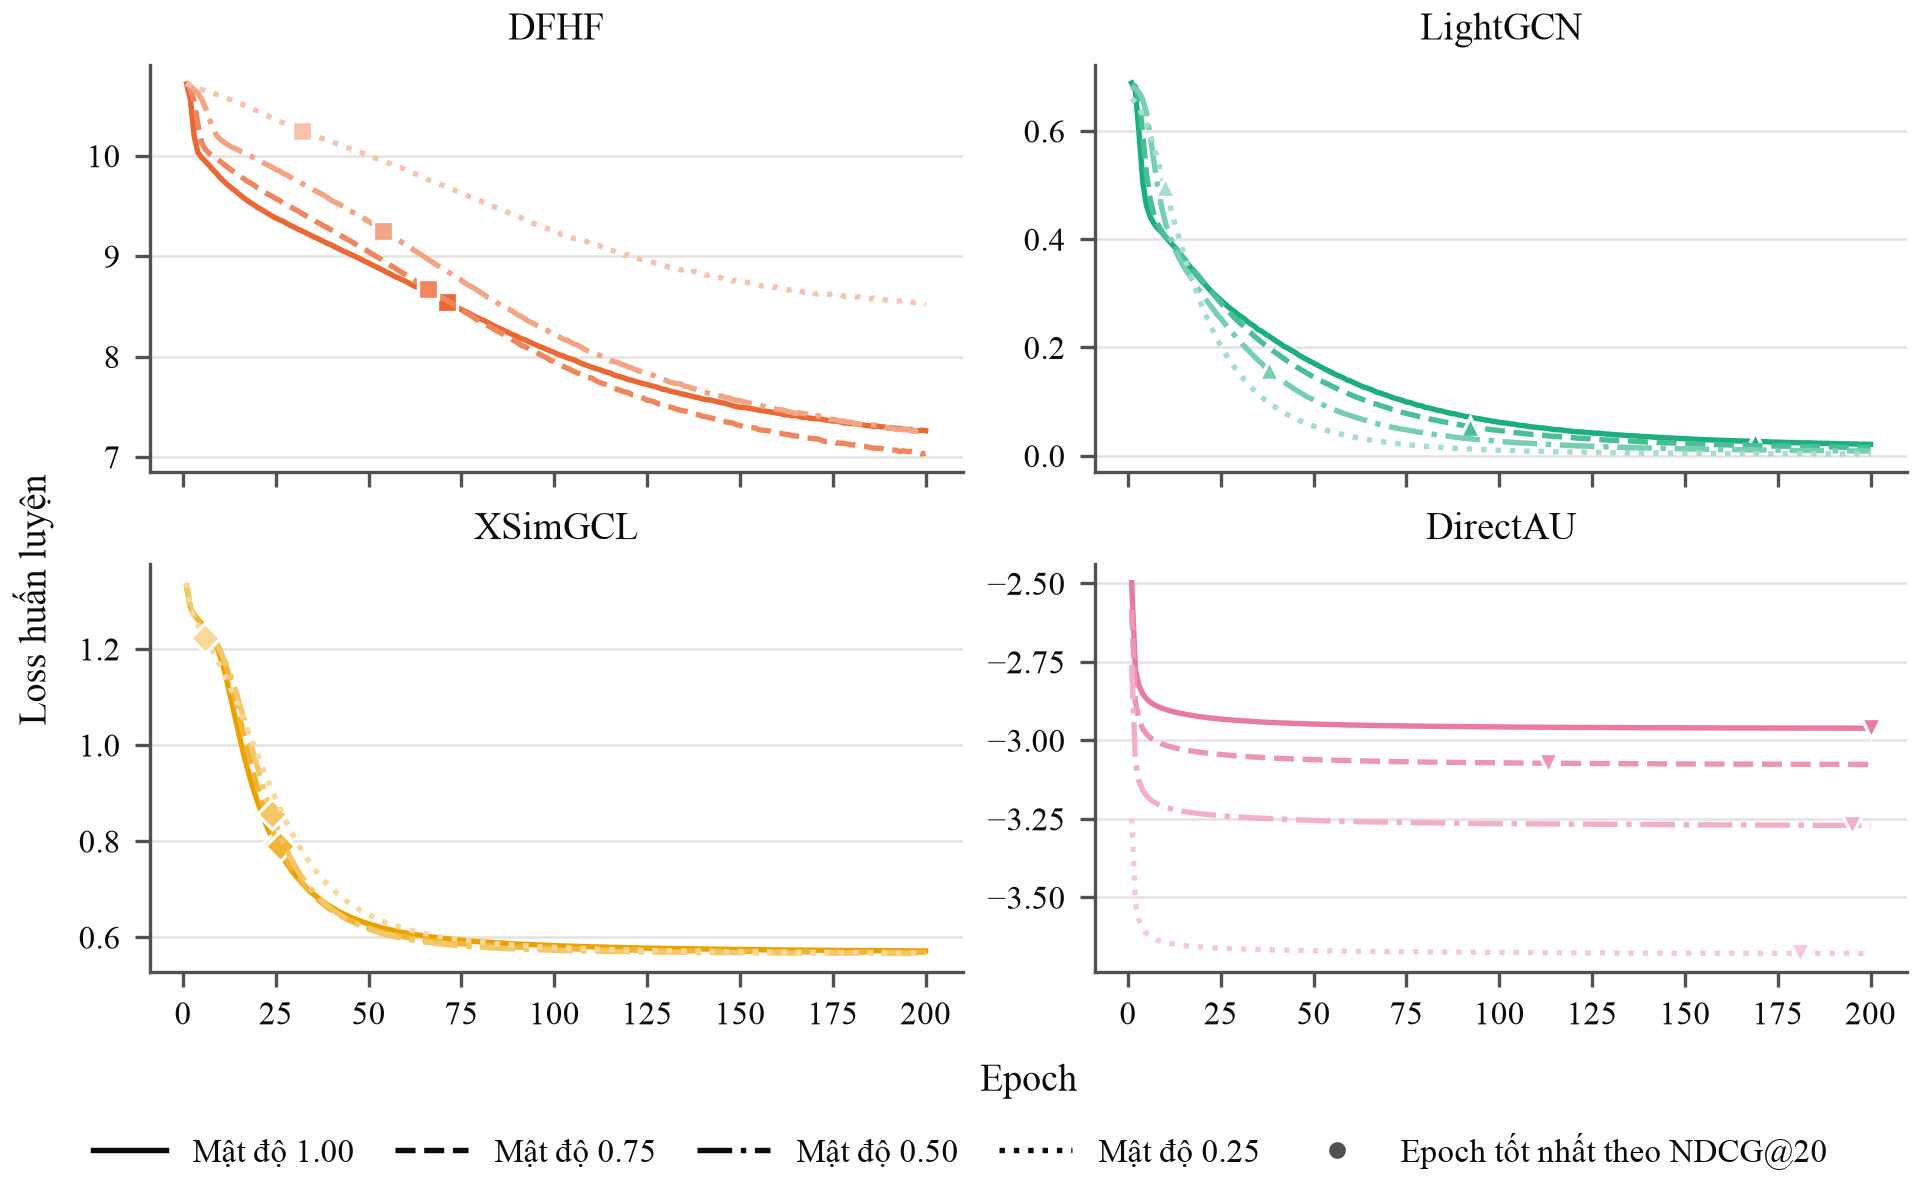 DFHF
LightGCN
10
9
8
7
0.6
0.4
0.2
0.0
XSimGCL
DirectAU
Loss huấn luyện
1.2
1.0
0.8
0.6
−2.50
−2.75
−3.00
−3.25
−3.50
0 25 50 75 100 125 150 175 200
0 25 50 75 100 125 150 175 200
Epoch
Mật độ 1.00 Mật độ 0.75 Mật độ 0.50 Mật độ 0.25 Epoch tốt nhất theo NDCG@20